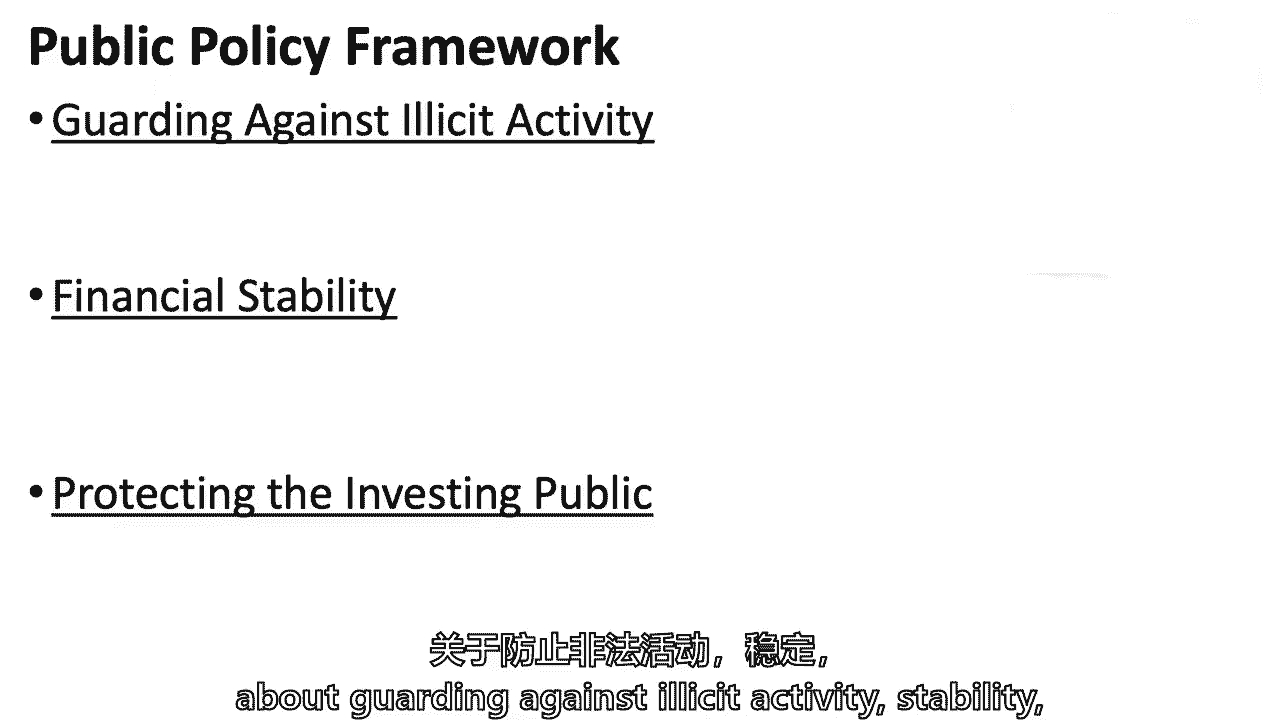 Public Policy Framework
• Guarding Against Illicit Activity
• Financial Stability
• Protecting the Investing Public
关于防止非法活动，稳定，
about guarding against illicit activity, stability,